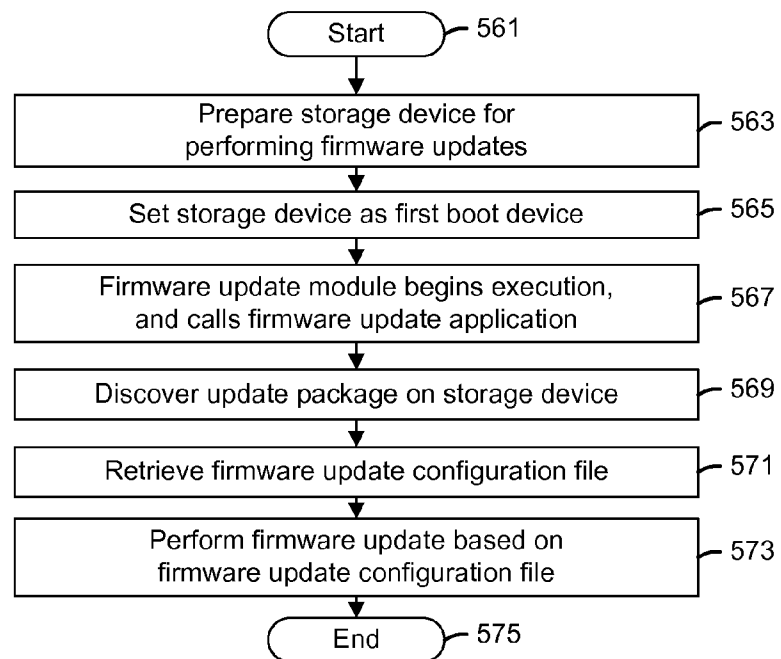 Start
561
Prepare storage device for
performing firmware updates
563
Set storage device as first boot device
565
Firmware update module begins execution,
and calls firmware update application
567
Discover update package on storage device
569
Retrieve firmware update configuration file
571
Perform firmware update based on
firmware update configuration file
573
End
575